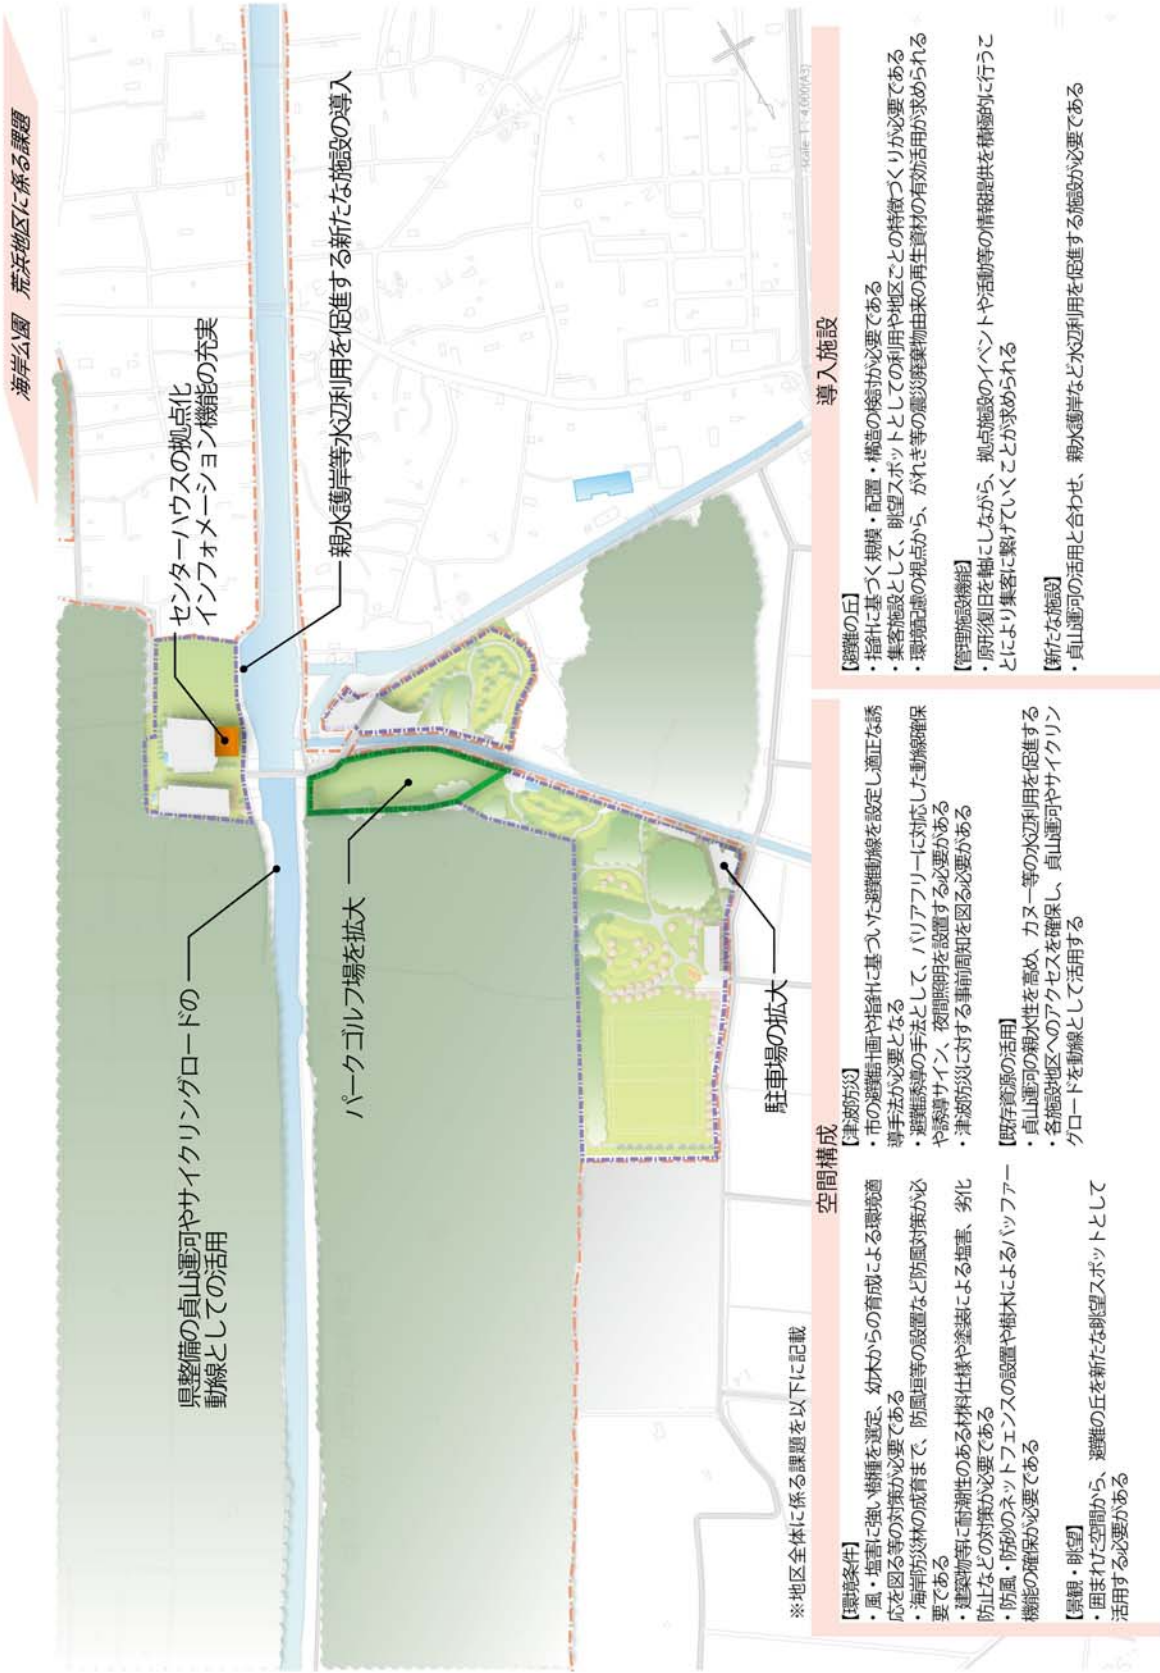 海岸公園 荒浜地区に係る課題
センターハウスの拠点化
インフォメーション機能の充実
親水護岸等水辺利用を促進する新たな施設の導入
県整備の貞山運河やサイクリングロードの
動線としての活用
パークゴルフ場を拡大
駐車場の拡大
scale 1:4,000(A3)
※地区全体に係る課題を以下に記載
空間構成
【環境条件】
・風・塩害に強い樹種を選定、幼木からの育成による環境適
応を図る等の対策が必要である
・海岸防災林の成育まで、防風垣等の設置など防風対策が必
要である
・建築物等に耐潮性のある材料仕様や塗装による塩害、劣化
防止などの対策が必要である
・防風・防砂のネットフェンスの設置や樹木によるバッファー
機能の確保が必要である
【景観・眺望】
・囲まれた空間から、避難の丘を新たな眺望スポットとして
活用する必要がある
【津波防災】
・市の避難計画や指針に基づいた避難動線を設定し適正な誘
導手法が必要となる
・避難誘導の手法として、バリアフリーに対応した動線確保
や誘導サイン、夜間照明を設置する必要がある
・津波防災に対する事前周知を図る必要がある
【既存資源の活用】
・貞山運河の親水性を高め、カヌー等の水辺利用を促進する
・各施設地区へのアクセスを確保し、貞山運河やサイクリン
グロードを動線として活用する
導入施設
【避難の丘】
・指針に基づく規模・配置・構造の検討が必要である
・集客施設として、眺望スポットとしての利用や地区ごとの特徴づくりが必要である
・環境配慮の視点から、がれき等の震災廃棄物由来の再生資材の有効活用が求められる
【管理施設機能】
・原形復旧を軸にしながら、拠点施設のイベントや活動等の情報提供を積極的に行うこ
とにより集客に繋げていくことが求められる
【新たな施設】
・貞山運河の活用と合わせ、親水護岸など水辺利用を促進する施設が必要である